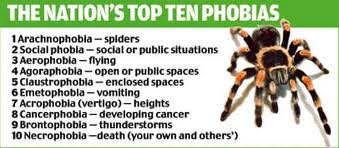 THE NATION'S TOP TEN PHOBIAS
1 Arachnophobia – spiders
2 Social phobia – social or public situations
3 Aerophobia – flying
4 Agoraphobia – open or public spaces
5 Claustrophobia – enclosed spaces
6 Emetophobia – vomiting
7 Acrophobia (vertigo) – heights
8 Cancerphobia – developing cancer
9 Brontophobia – thunderstorms
10 Necrophobia –death (your own and others')